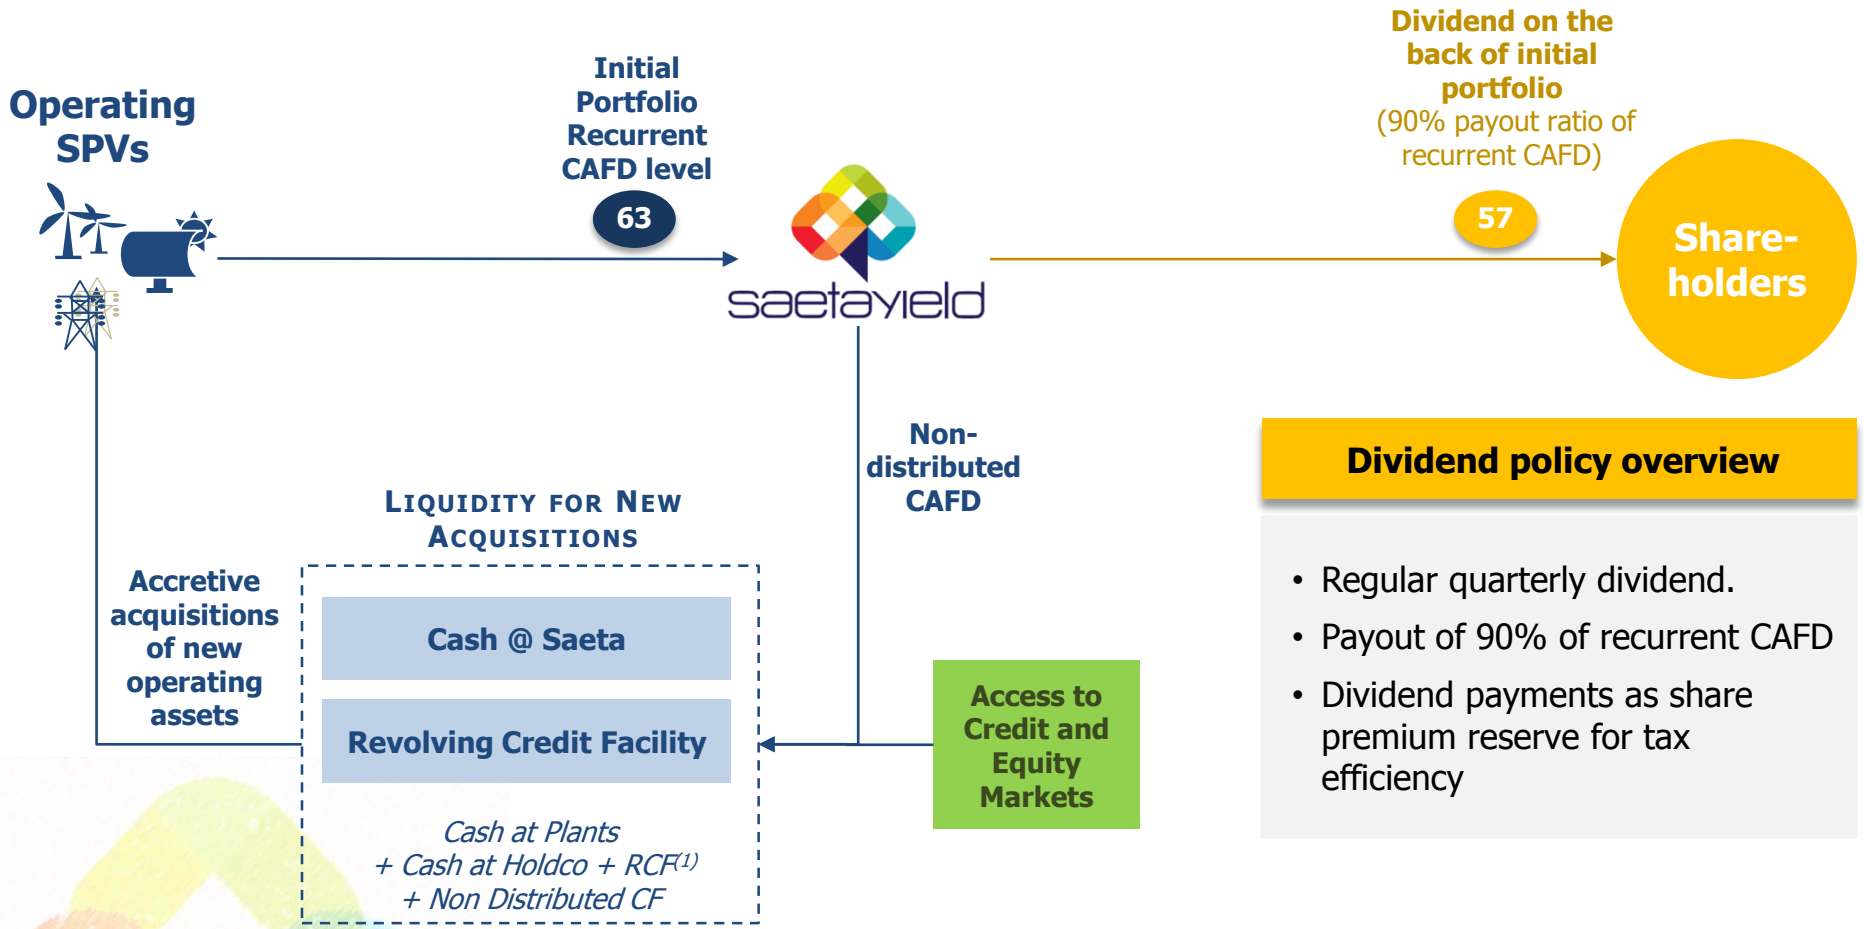 Operating
SPVs
Initial
Portfolio
Recurrent
CAFD level
63
saetayield
Dividend on the
back of initial
portfolio
(90% payout ratio of
recurrent CAFD)
57
Share-
holders
Non-
distributed
CAFD
LIQUIDITY FOR NEW
ACQUISITIONS
Accretive
acquisitions
of new
operating
assets
Cash @ Saeta
Revolving Credit Facility
Cash at Plants
+ Cash at Holdco + RCF(1)
+ Non Distributed CF
Access to
Credit and
Equity
Markets
Dividend policy overview
• Regular quarterly dividend.
• Payout of 90% of recurrent CAFD
• Dividend payments as share
premium reserve for tax
efficiency